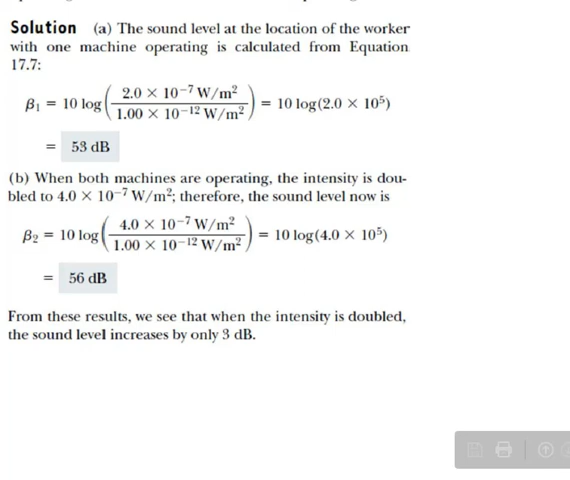 Solution (a) The sound level at the location of the worker
with one machine operating is calculated from Equation
17.7:
β₁ = 10 log( 2.0 × 10⁻⁷ W/m² / 1.00 × 10⁻¹² W/m² ) = 10 log(2.0 × 10⁵)
= 53 dB
(b) When both machines are operating, the intensity is dou-
bled to 4.0 × 10⁻⁷ W/m²; therefore, the sound level now is
β₂ = 10 log( 4.0 × 10⁻⁷ W/m² / 1.00 × 10⁻¹² W/m² ) = 10 log(4.0 × 10⁵)
= 56 dB
From these results, we see that when the intensity is doubled,
the sound level increases by only 3 dB.